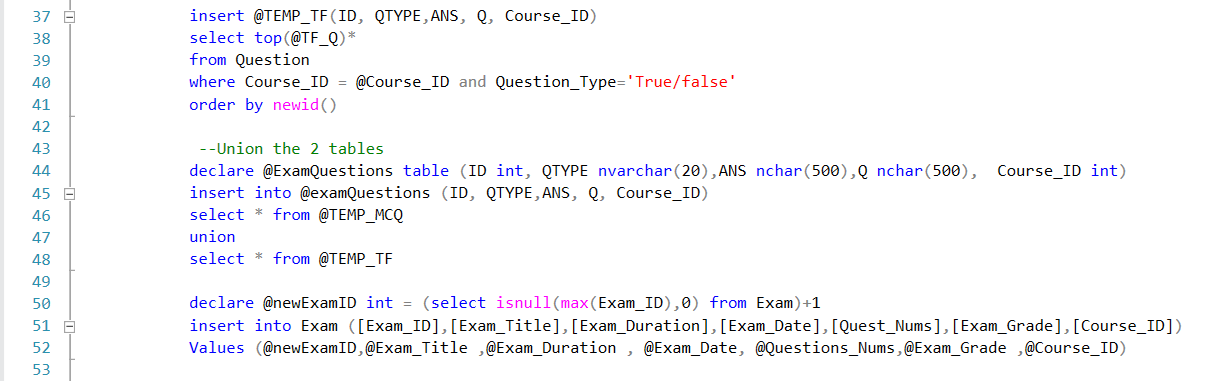 37 insert @TEMP_TF(ID, QTYPE,ANS, Q, Course_ID)
38 select top(@TF_Q)*
39 from Question
40 where Course_ID = @Course_ID and Question_Type='True/false'
41 order by newid()
42
43 --Union the 2 tables
44 declare @ExamQuestions table (ID int, QTYPE nvarchar(20),ANS nchar(500),Q nchar(500),  Course_ID int)
45 insert into @examQuestions (ID, QTYPE,ANS, Q, Course_ID)
46 select * from @TEMP_MCQ
47 union
48 select * from @TEMP_TF
49
50 declare @newExamID int = (select isnull(max(Exam_ID),0) from Exam)+1
51 insert into Exam ([Exam_ID],[Exam_Title],[Exam_Duration],[Exam_Date],[Quest_Nums],[Exam_Grade],[Course_ID])
52 Values (@newExamID,@Exam_Title ,@Exam_Duration , @Exam_Date, @Questions_Nums,@Exam_Grade ,@Course_ID)
53